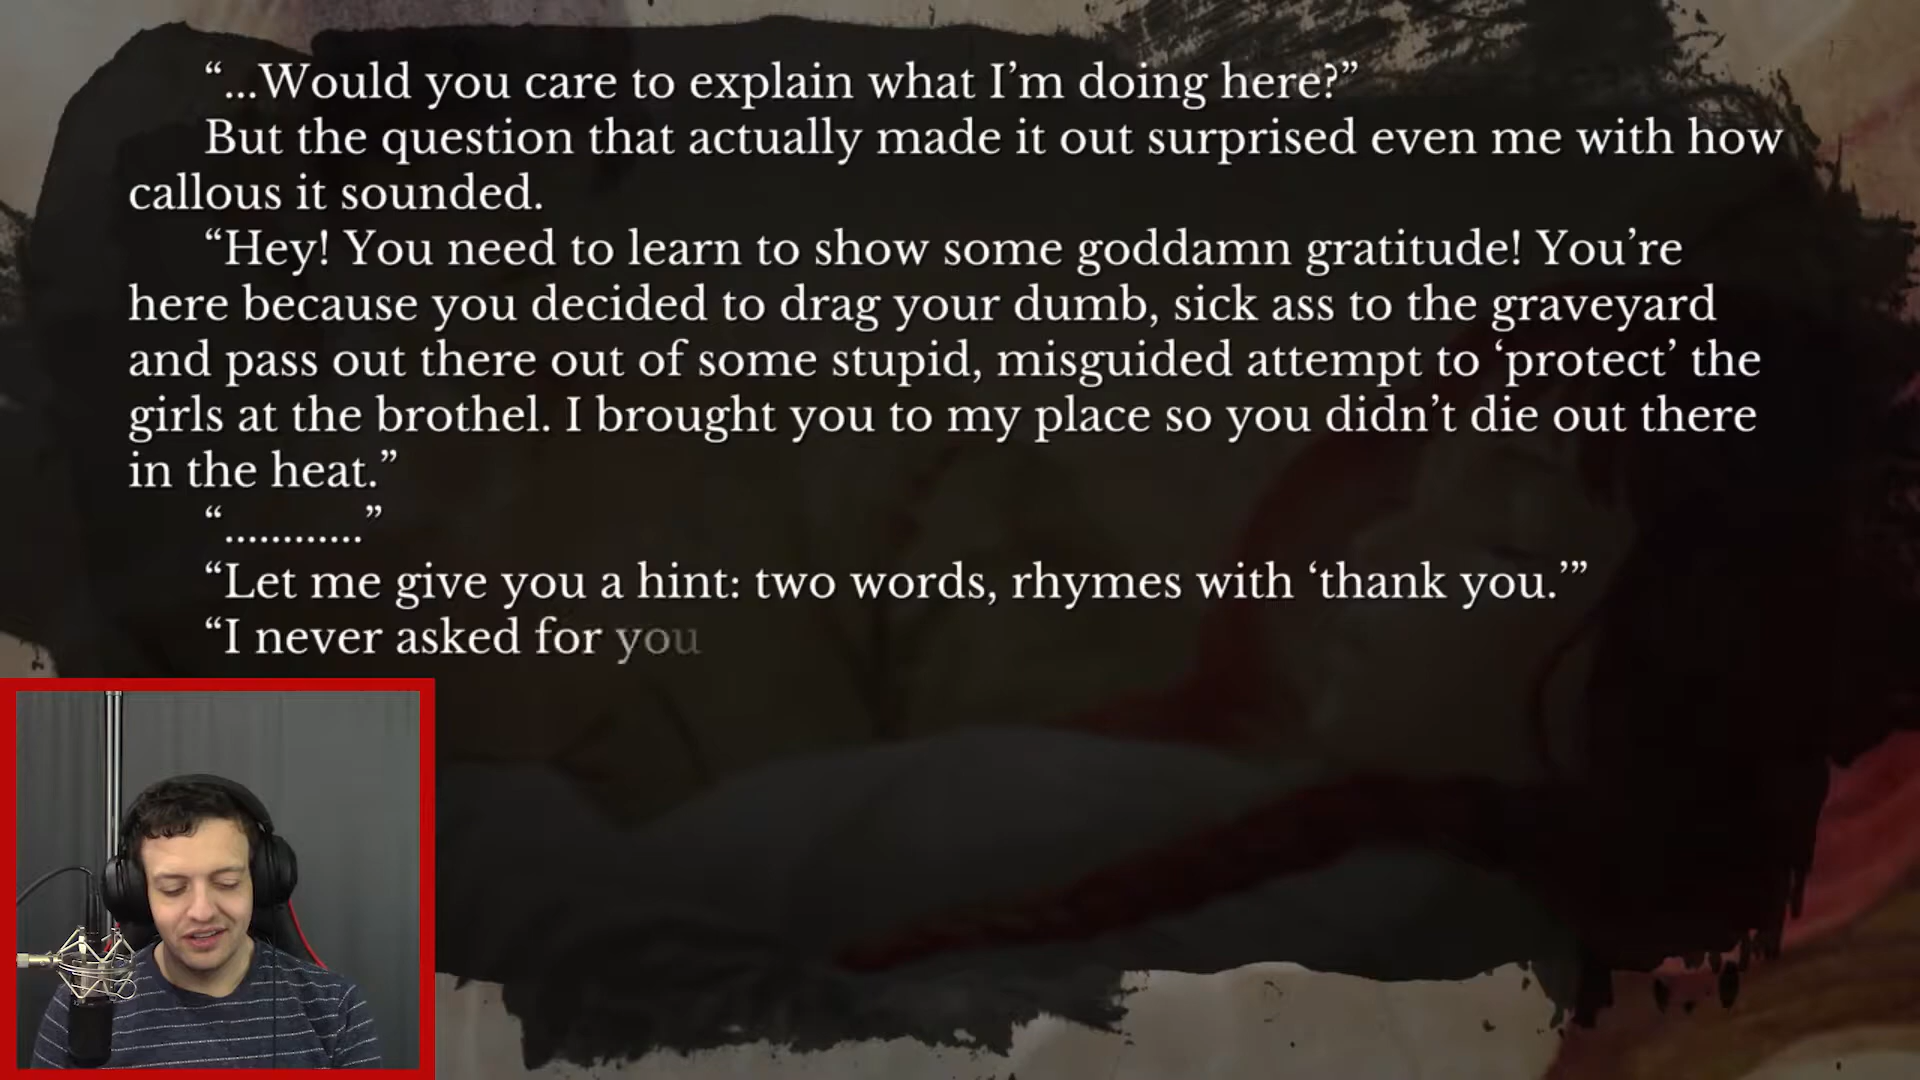 “...Would you care to explain what I’m doing here?”
But the question that actually made it out surprised even me with how
callous it sounded.
“Hey! You need to learn to show some goddamn gratitude! You’re
here because you decided to drag your dumb, sick ass to the graveyard
and pass out there out of some stupid, misguided attempt to ‘protect’ the
girls at the brothel. I brought you to my place so you didn’t die out there
in the heat.”
“............”
“Let me give you a hint: two words, rhymes with ‘thank you.’”
“I never asked for you